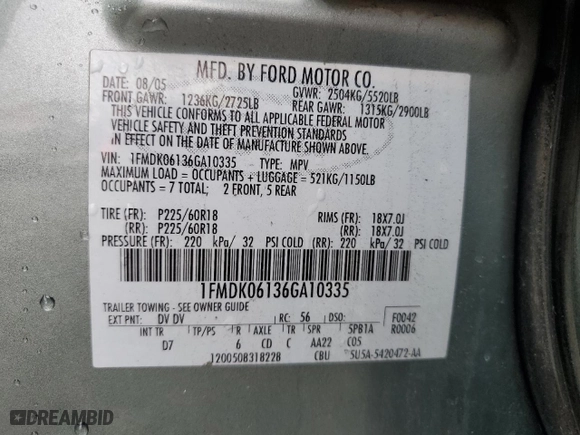 MFD. BY FORD MOTOR CO.
DATE: 08/05 GVWR: 2504KG/5520LB
FRONT GAWR: 1236KG/2725LB REAR GAWR: 1315KG/2900LB
THIS VEHICLE CONFORMS TO ALL APPLICABLE FEDERAL MOTOR
VEHICLE SAFETY AND THEFT PREVENTION STANDARDS
IN EFFECT ON THE DATE OF MANUFACTURE SHOWN ABOVE.
VIN: 1FMDK06136GA10335 TYPE: MPV
MAXIMUM LOAD = OCCUPANTS + LUGGAGE = 521KG/1150LB
OCCUPANTS = 7 TOTAL; 2 FRONT, 5 REAR
TIRE (FR): P225/60R18 RIMS (FR): 18X7.0J
(RR): P225/60R18 (RR): 18X7.0J
PRESSURE (FR): 220 kPa/ 32 PSI COLD (RR): 220 kPa/ 32 PSI COLD
1FMDK06136GA10335
TRAILER TOWING - SEE OWNER GUIDE
EXT PNT: DV DV RC: 56 DSO: F0042
INT TR TP/PS R AXLE TR SPR SPB1A R0006
D7 6 CD C AA22 COS
1200508318228 CBU 5U5A-5420472-AA
DREAMBID